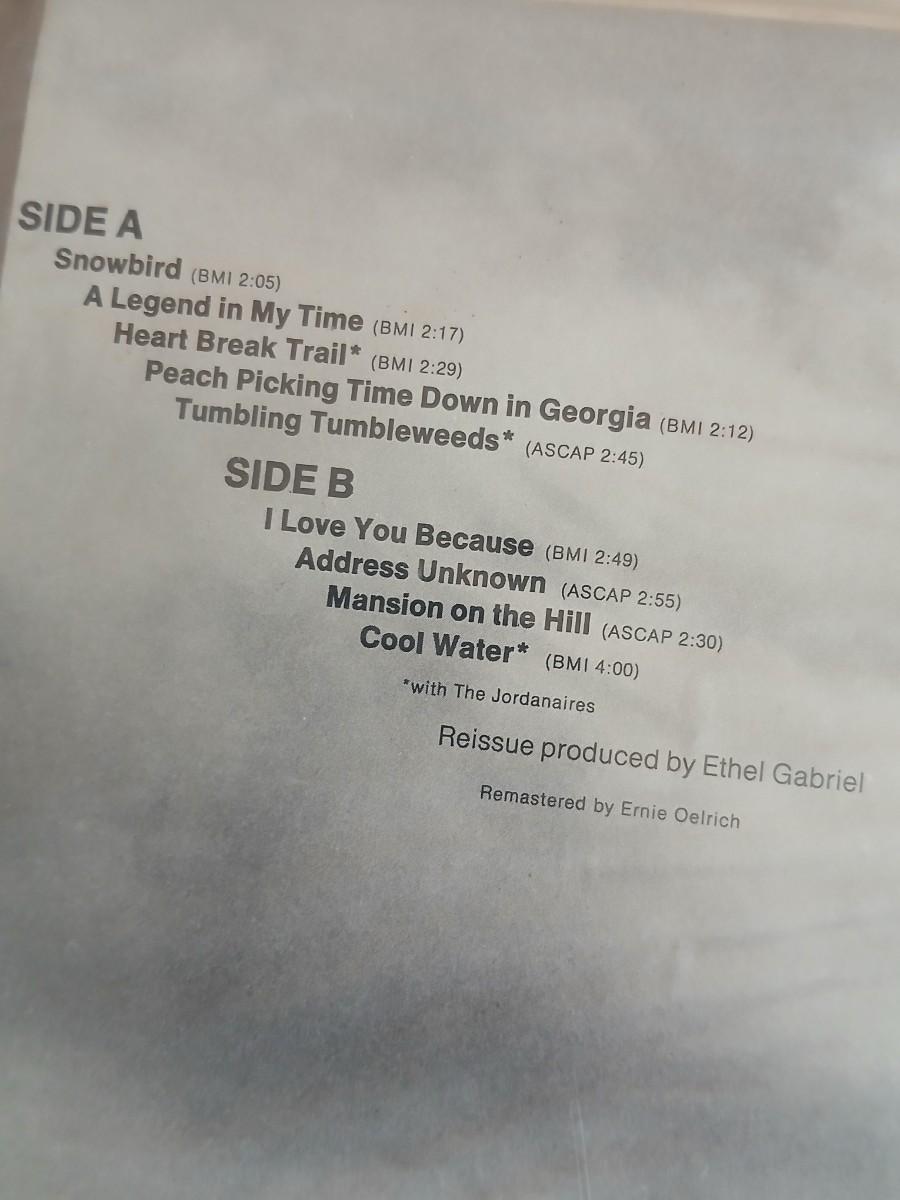 SIDE A
Snowbird (BMI 2:05)
A Legend in My Time (BMI 2:17)
Heart Break Trail* (BMI 2:29)
Peach Picking Time Down in Georgia (BMI 2:12)
Tumbling Tumbleweeds* (ASCAP 2:45)
SIDE B
I Love You Because (BMI 2:49)
Address Unknown (ASCAP 2:55)
Mansion on the Hill (ASCAP 2:30)
Cool Water* (BMI 4:00)
*with The Jordanaires
Reissue produced by Ethel Gabriel
Remastered by Ernie Oelrich